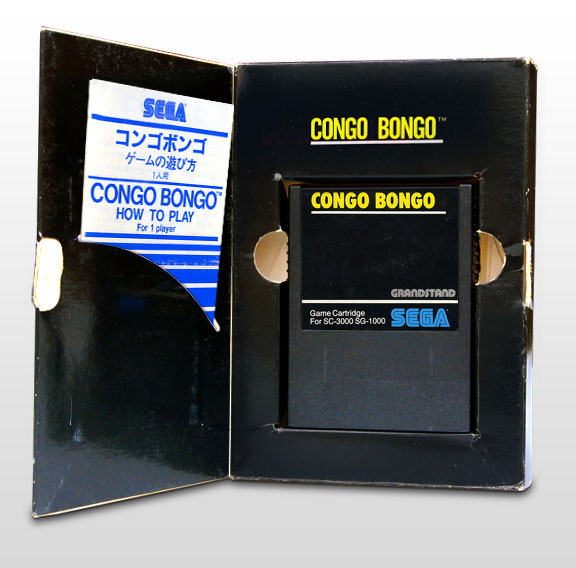 SEGA
コンゴボンゴ
ゲームの遊び方
1人用
CONGO BONGO™
HOW TO PLAY
For 1 player
CONGO BONGO™
CONGO BONGO
GRANDSTAND
Game Cartridge
For SC-3000 SG-1000
SEGA